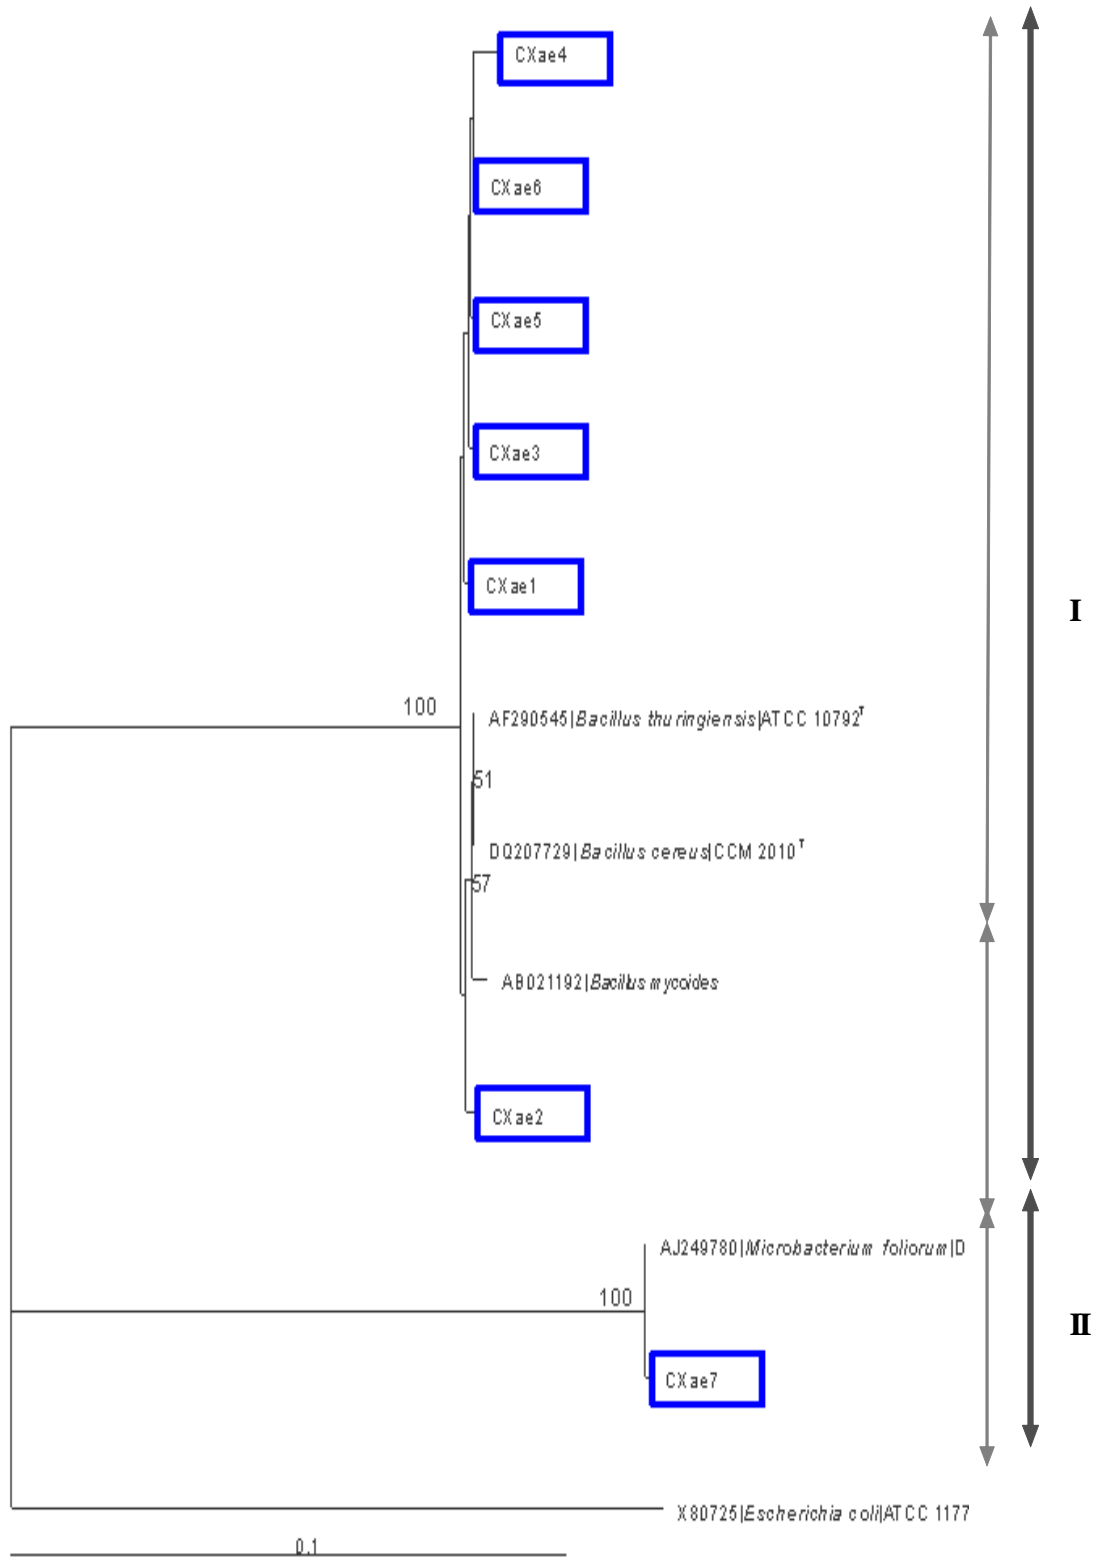 CXae4
CXae6
CXae5
CXae3
CXae1
I
100
AF290545|Bacillus thuringiensis|ATCC 10792T
51
DQ207729|Bacillus cereus|CCM 2010T
57
AB021192|Bacillus mycoides
CXae2
AJ249780|Microbacterium foliorum|D
100
II
CXae7
X80725|Escherichia coli|ATCC 1177
0.1